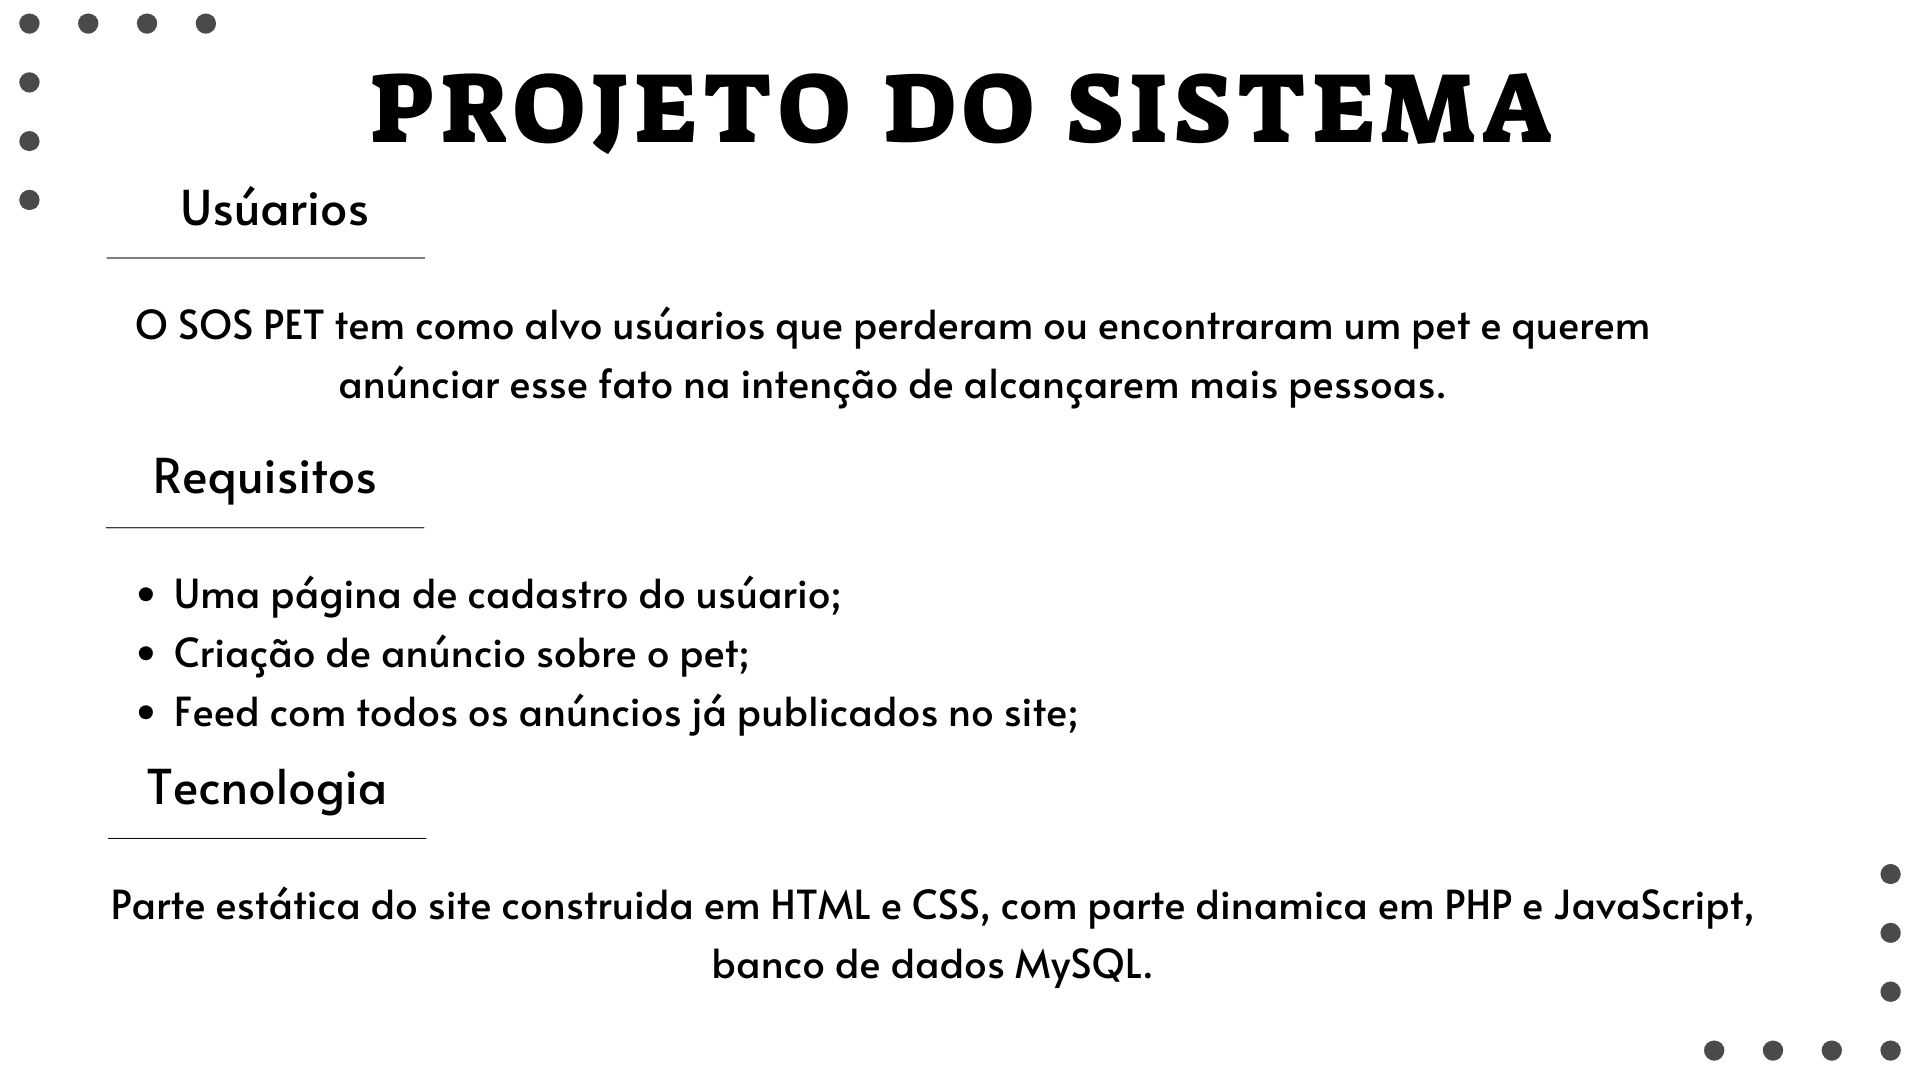 PROJETO DO SISTEMA
Usúarios
O SOS PET tem como alvo usúarios que perderam ou encontraram um pet e querem
anúnciar esse fato na intenção de alcançarem mais pessoas.
Requisitos
• Uma página de cadastro do usúario;
• Criação de anúncio sobre o pet;
• Feed com todos os anúncios já publicados no site;
Tecnologia
Parte estática do site construida em HTML e CSS, com parte dinamica em PHP e JavaScript,
banco de dados MySQL.